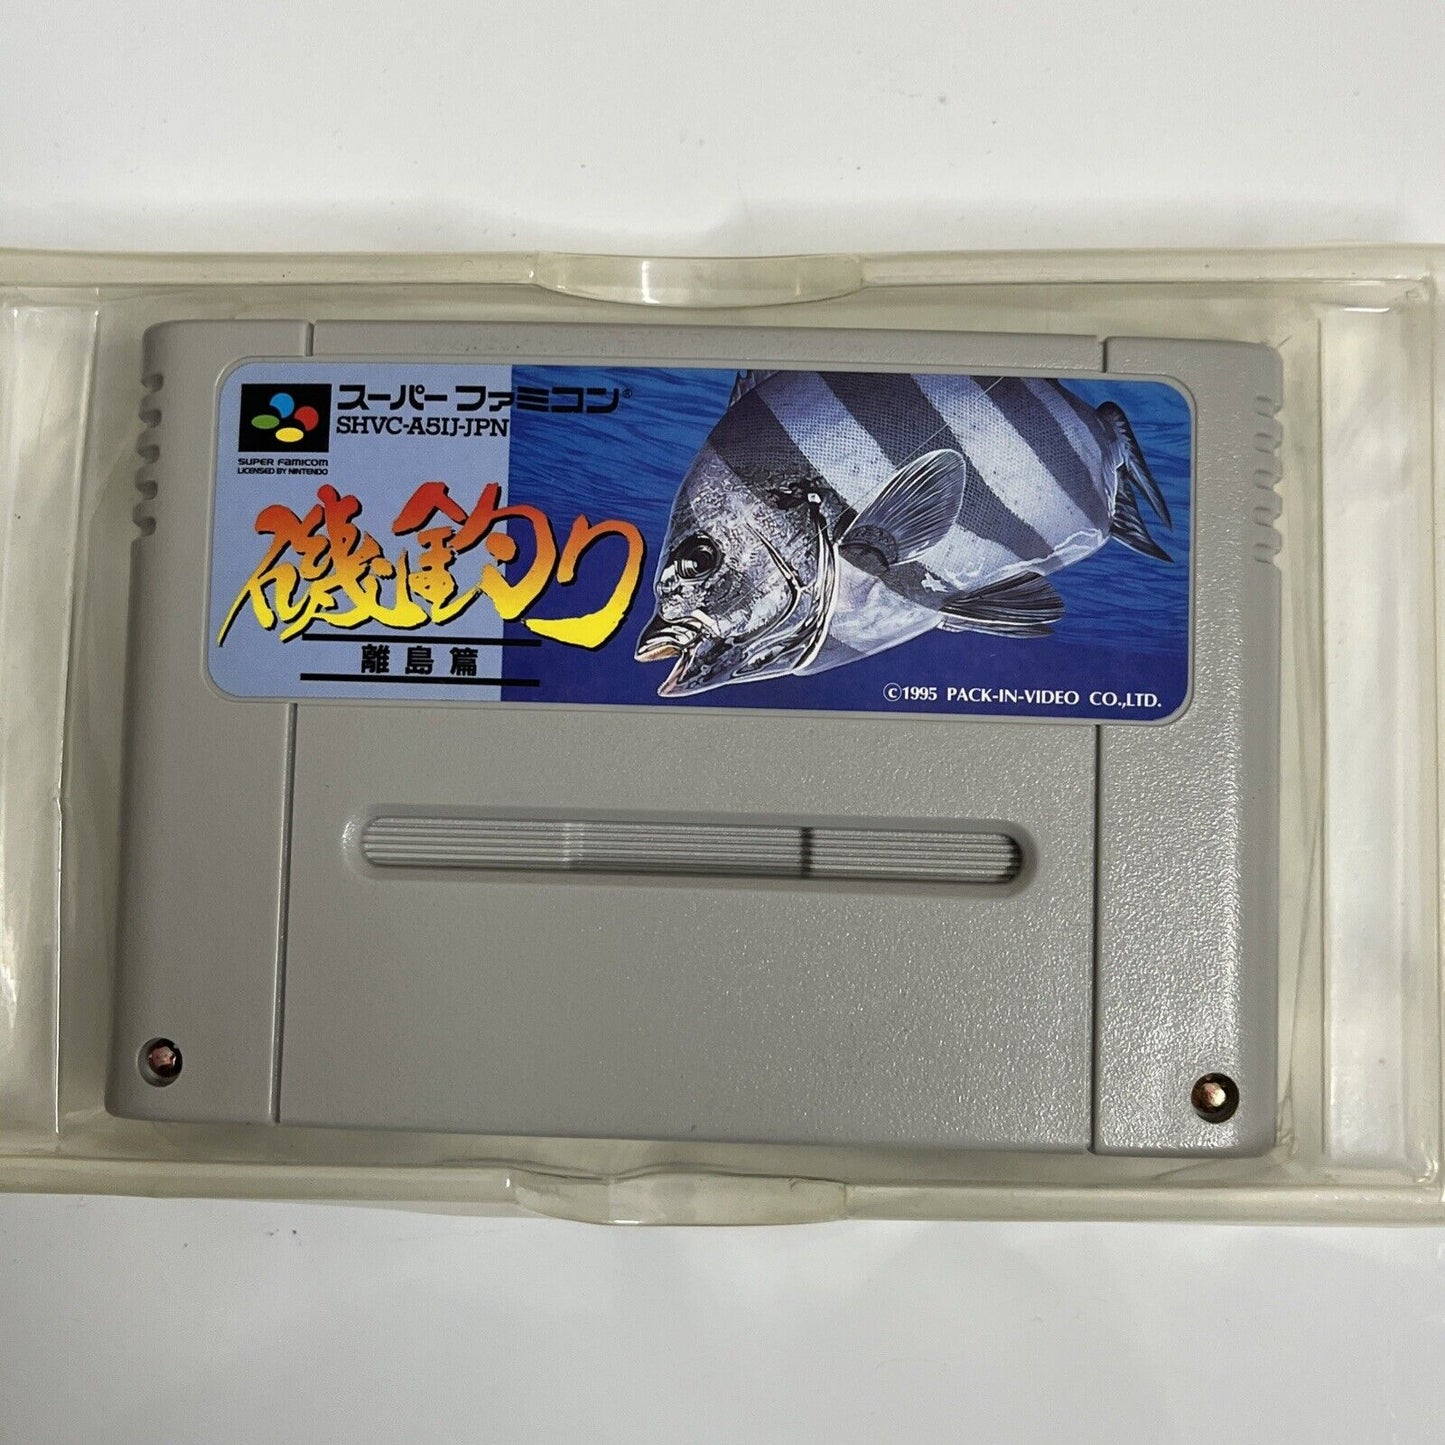 スーパーファミコン®
SHVC-A5IJ-JPN
SUPER FAMICOM
LICENSED BY NINTENDO
磯釣り
離島篇
©1995 PACK-IN-VIDEO CO.,LTD.